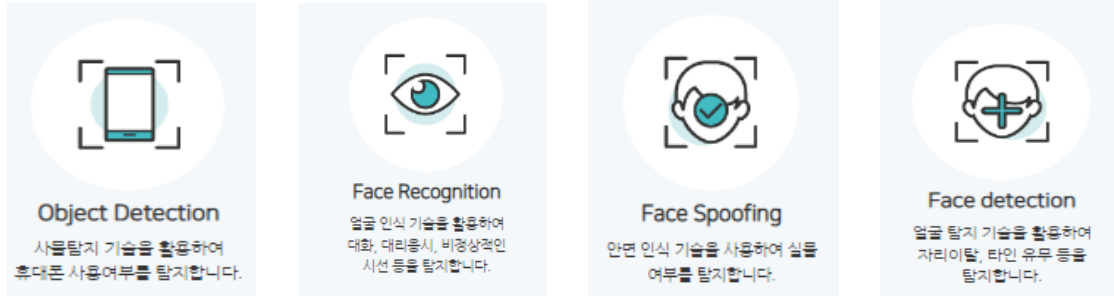 Object Detection
사물탐지 기술을 활용하여
휴대폰 사용여부를 탐지합니다.
Face Recognition
얼굴 인식 기술을 활용하여
대화, 대리응시, 비정상적인
시선 등을 탐지합니다.
Face Spoofing
안면 인식 기술을 사용하여 실물
여부를 탐지합니다.
Face detection
얼굴 탐지 기술을 활용하여
자리이탈, 타인 유무 등을
탐지합니다.